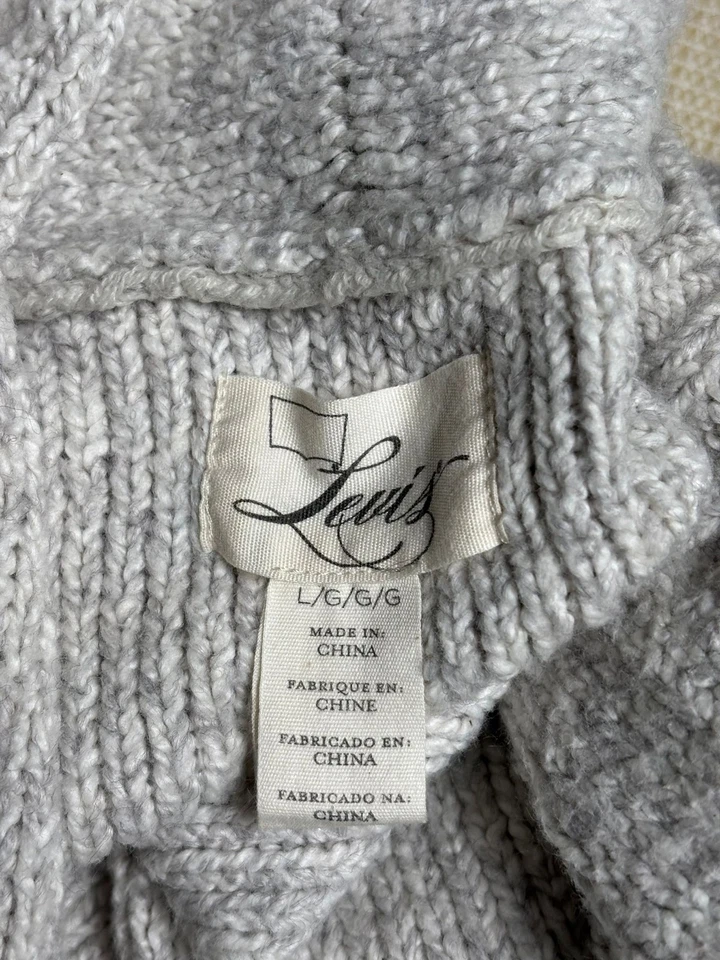 Levi's
L/G/G/G
MADE IN:
CHINA
FABRIQUE EN:
CHINE
FABRICADO EN:
CHINA
FABRICADO NA:
CHINA